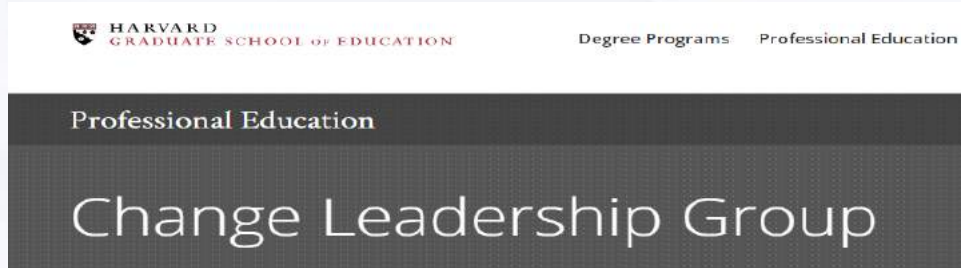 HARVARD
GRADUATE SCHOOL OF EDUCATION
Degree Programs Professional Education
Professional Education
Change Leadership Group